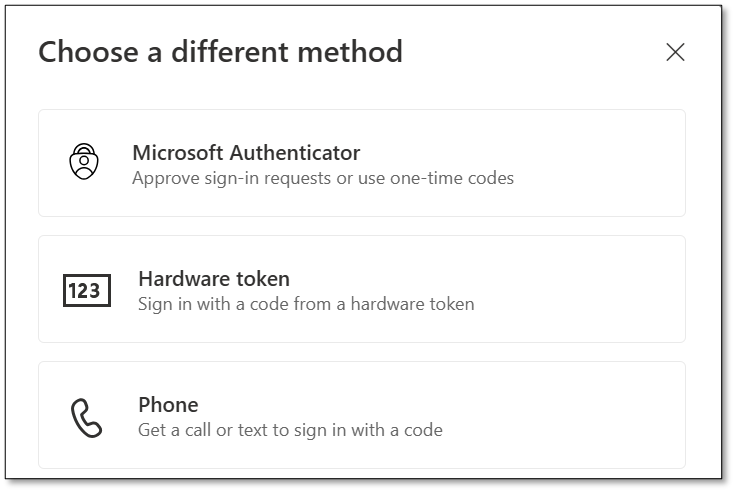 Choose a different method
Microsoft Authenticator
Approve sign-in requests or use one-time codes
123
Hardware token
Sign in with a code from a hardware token
Phone
Get a call or text to sign in with a code